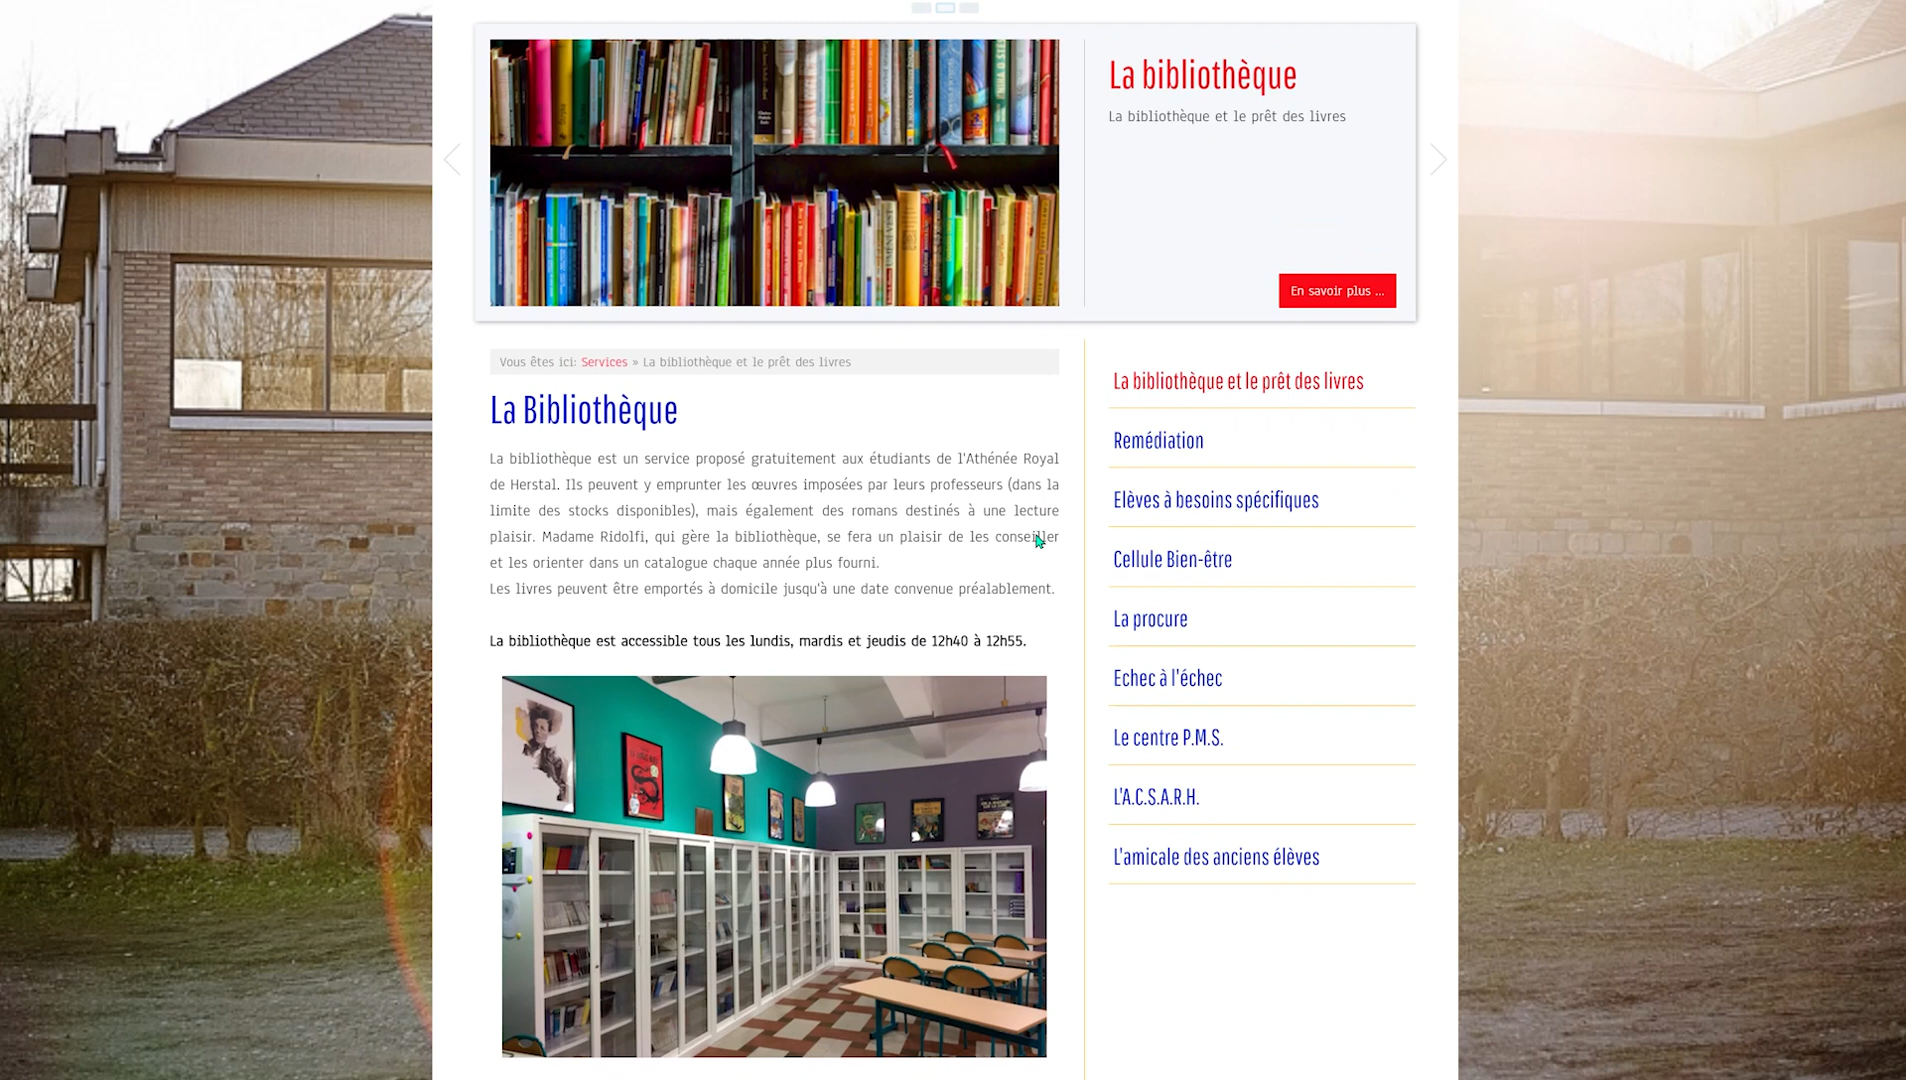 La bibliothèque
La bibliothèque et le prêt des livres
En savoir plus ...
Vous êtes ici: Services » La bibliothèque et le prêt des livres
La Bibliothèque
La bibliothèque est un service proposé gratuitement aux étudiants de l'Athénée Royal
de Herstal. Ils peuvent y emprunter les œuvres imposées par leurs professeurs (dans la
limite des stocks disponibles), mais également des romans destinés à une lecture
plaisir. Madame Ridolfi, qui gère la bibliothèque, se fera un plaisir de les conseiller
et les orienter dans un catalogue chaque année plus fourni.
Les livres peuvent être emportés à domicile jusqu'à une date convenue préalablement.
La bibliothèque est accessible tous les lundis, mardis et jeudis de 12h40 à 12h55.
La bibliothèque et le prêt des livres
Remédiation
Elèves à besoins spécifiques
Cellule Bien-être
La procure
Echec à l'échec
Le centre P.M.S.
L'A.C.S.A.R.H.
L'amicale des anciens élèves